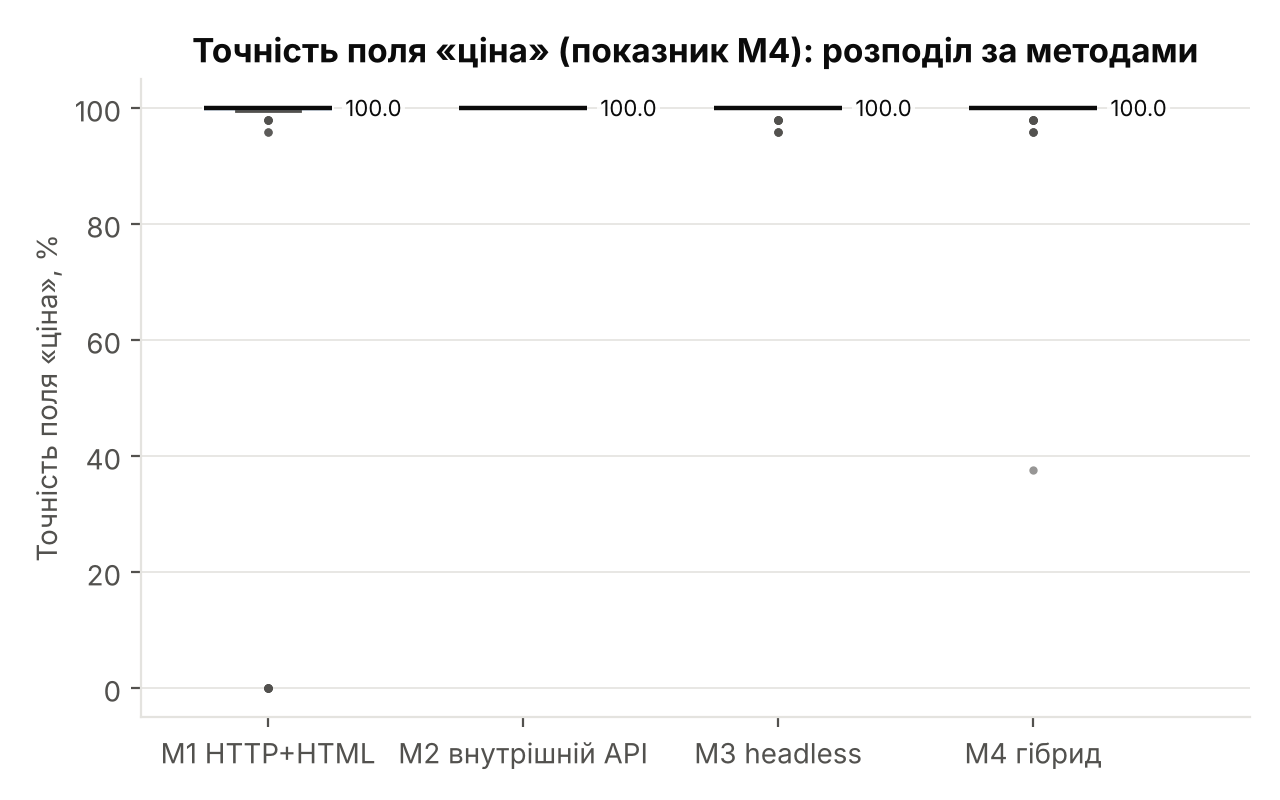 Точність поля «ціна» (показник M4): розподіл за методами
Точність поля «ціна», %
100
80
60
40
20
0
100.0
100.0
100.0
100.0
M1 HTTP+HTML
M2 внутрішній API
M3 headless
M4 гібрид